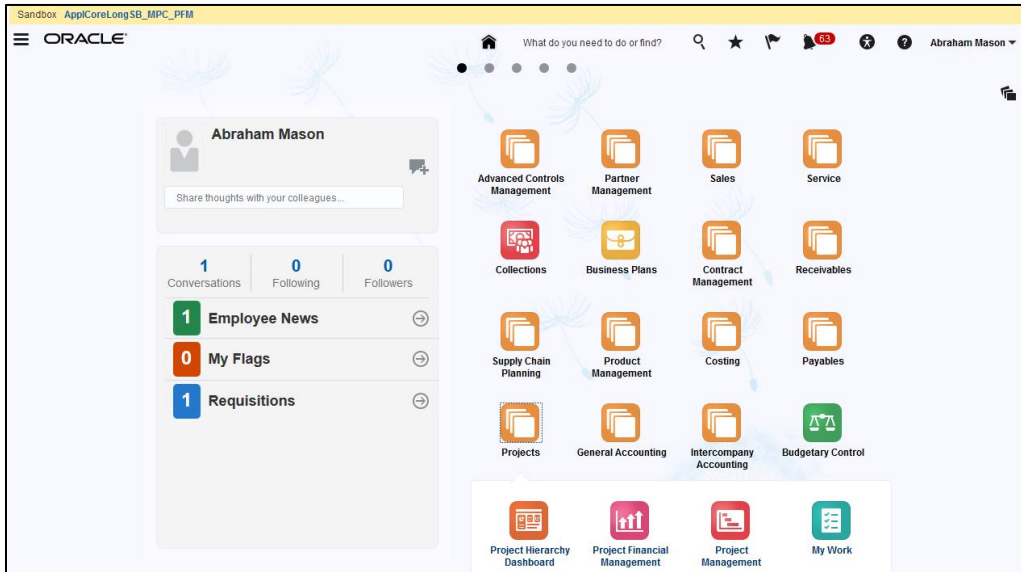 Sandbox ApplCoreLongSB_MPC_PFM
ORACLE
What do you need to do or find?
63
Abraham Mason
Abraham Mason
Share thoughts with your colleagues...
1
Conversations
0
Following
0
Followers
1 Employee News
0 My Flags
1 Requisitions
Advanced Controls
Management
Partner
Management
Sales
Service
Collections
Business Plans
Contract
Management
Receivables
Supply Chain
Planning
Product
Management
Costing
Payables
Projects
General Accounting
Intercompany
Accounting
Budgetary Control
Project Hierarchy
Dashboard
Project Financial
Management
Project
Management
My Work